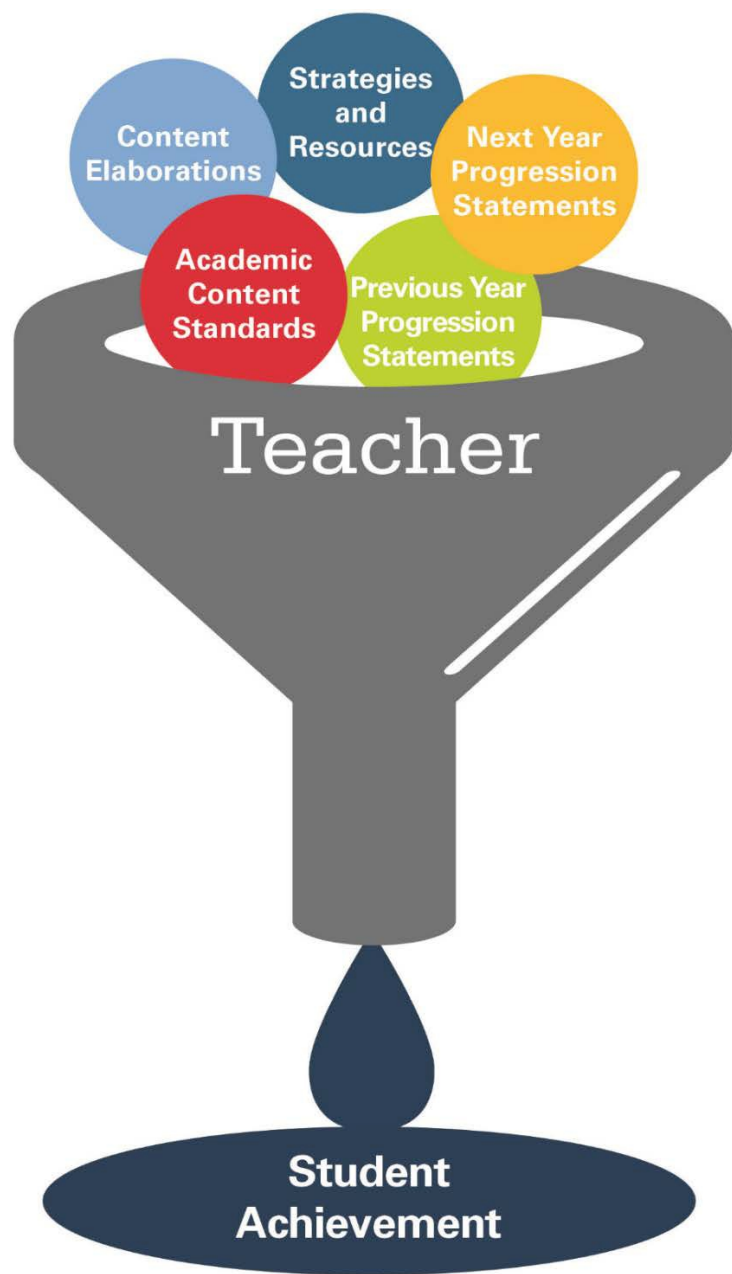 Strategies
and
Resources
Content
Elaborations
Next Year
Progression
Statements
Academic
Content
Standards
Previous Year
Progression
Statements
Teacher
Student
Achievement